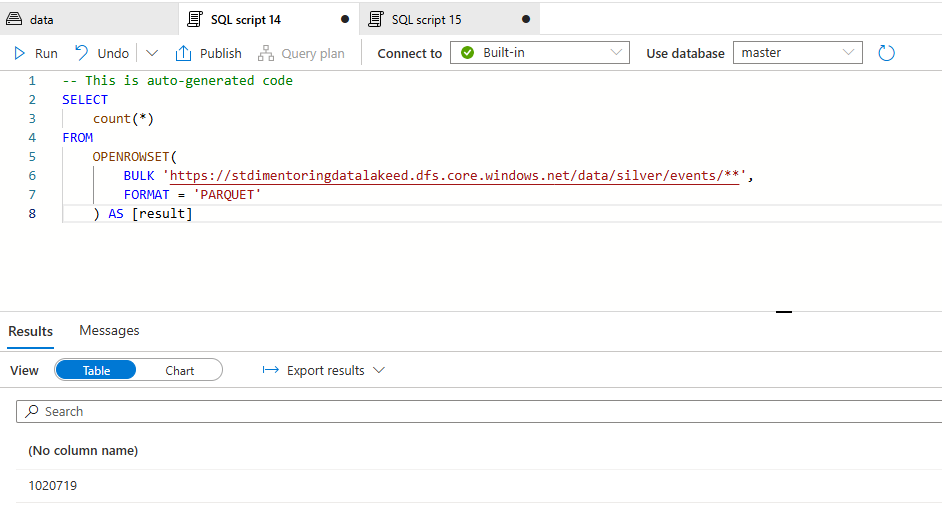 data
SQL script 14
SQL script 15
Run
Undo
Publish
Query plan
Connect to
Built-in
Use database
master
1 -- This is auto-generated code
2 SELECT
3 count(*)
4 FROM
5 OPENROWSET(
6 BULK 'https://stdimentoringdatalakeed.dfs.core.windows.net/data/silver/events/**',
7 FORMAT = 'PARQUET'
8 ) AS [result]
Results
Messages
View
Table
Chart
Export results
Search
(No column name)
1020719